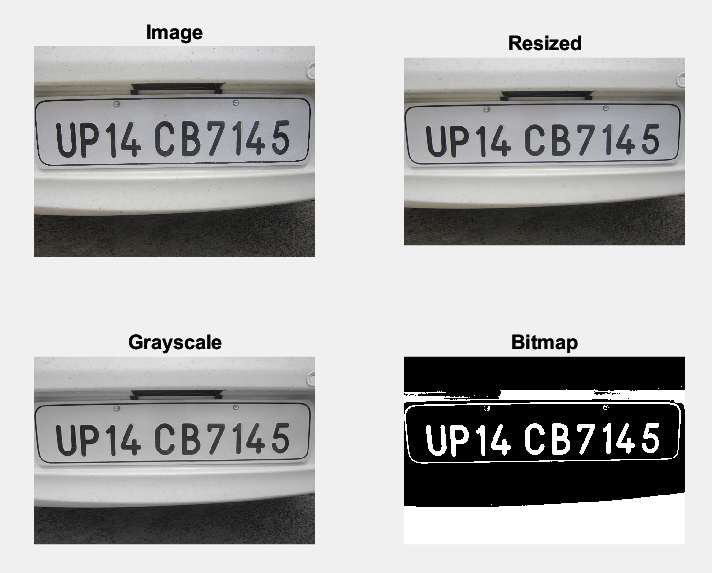 Image
UP14 CB7145
Resized
UP14 CB7145
Grayscale
UP14 CB7145
Bitmap
UP14 CB7145